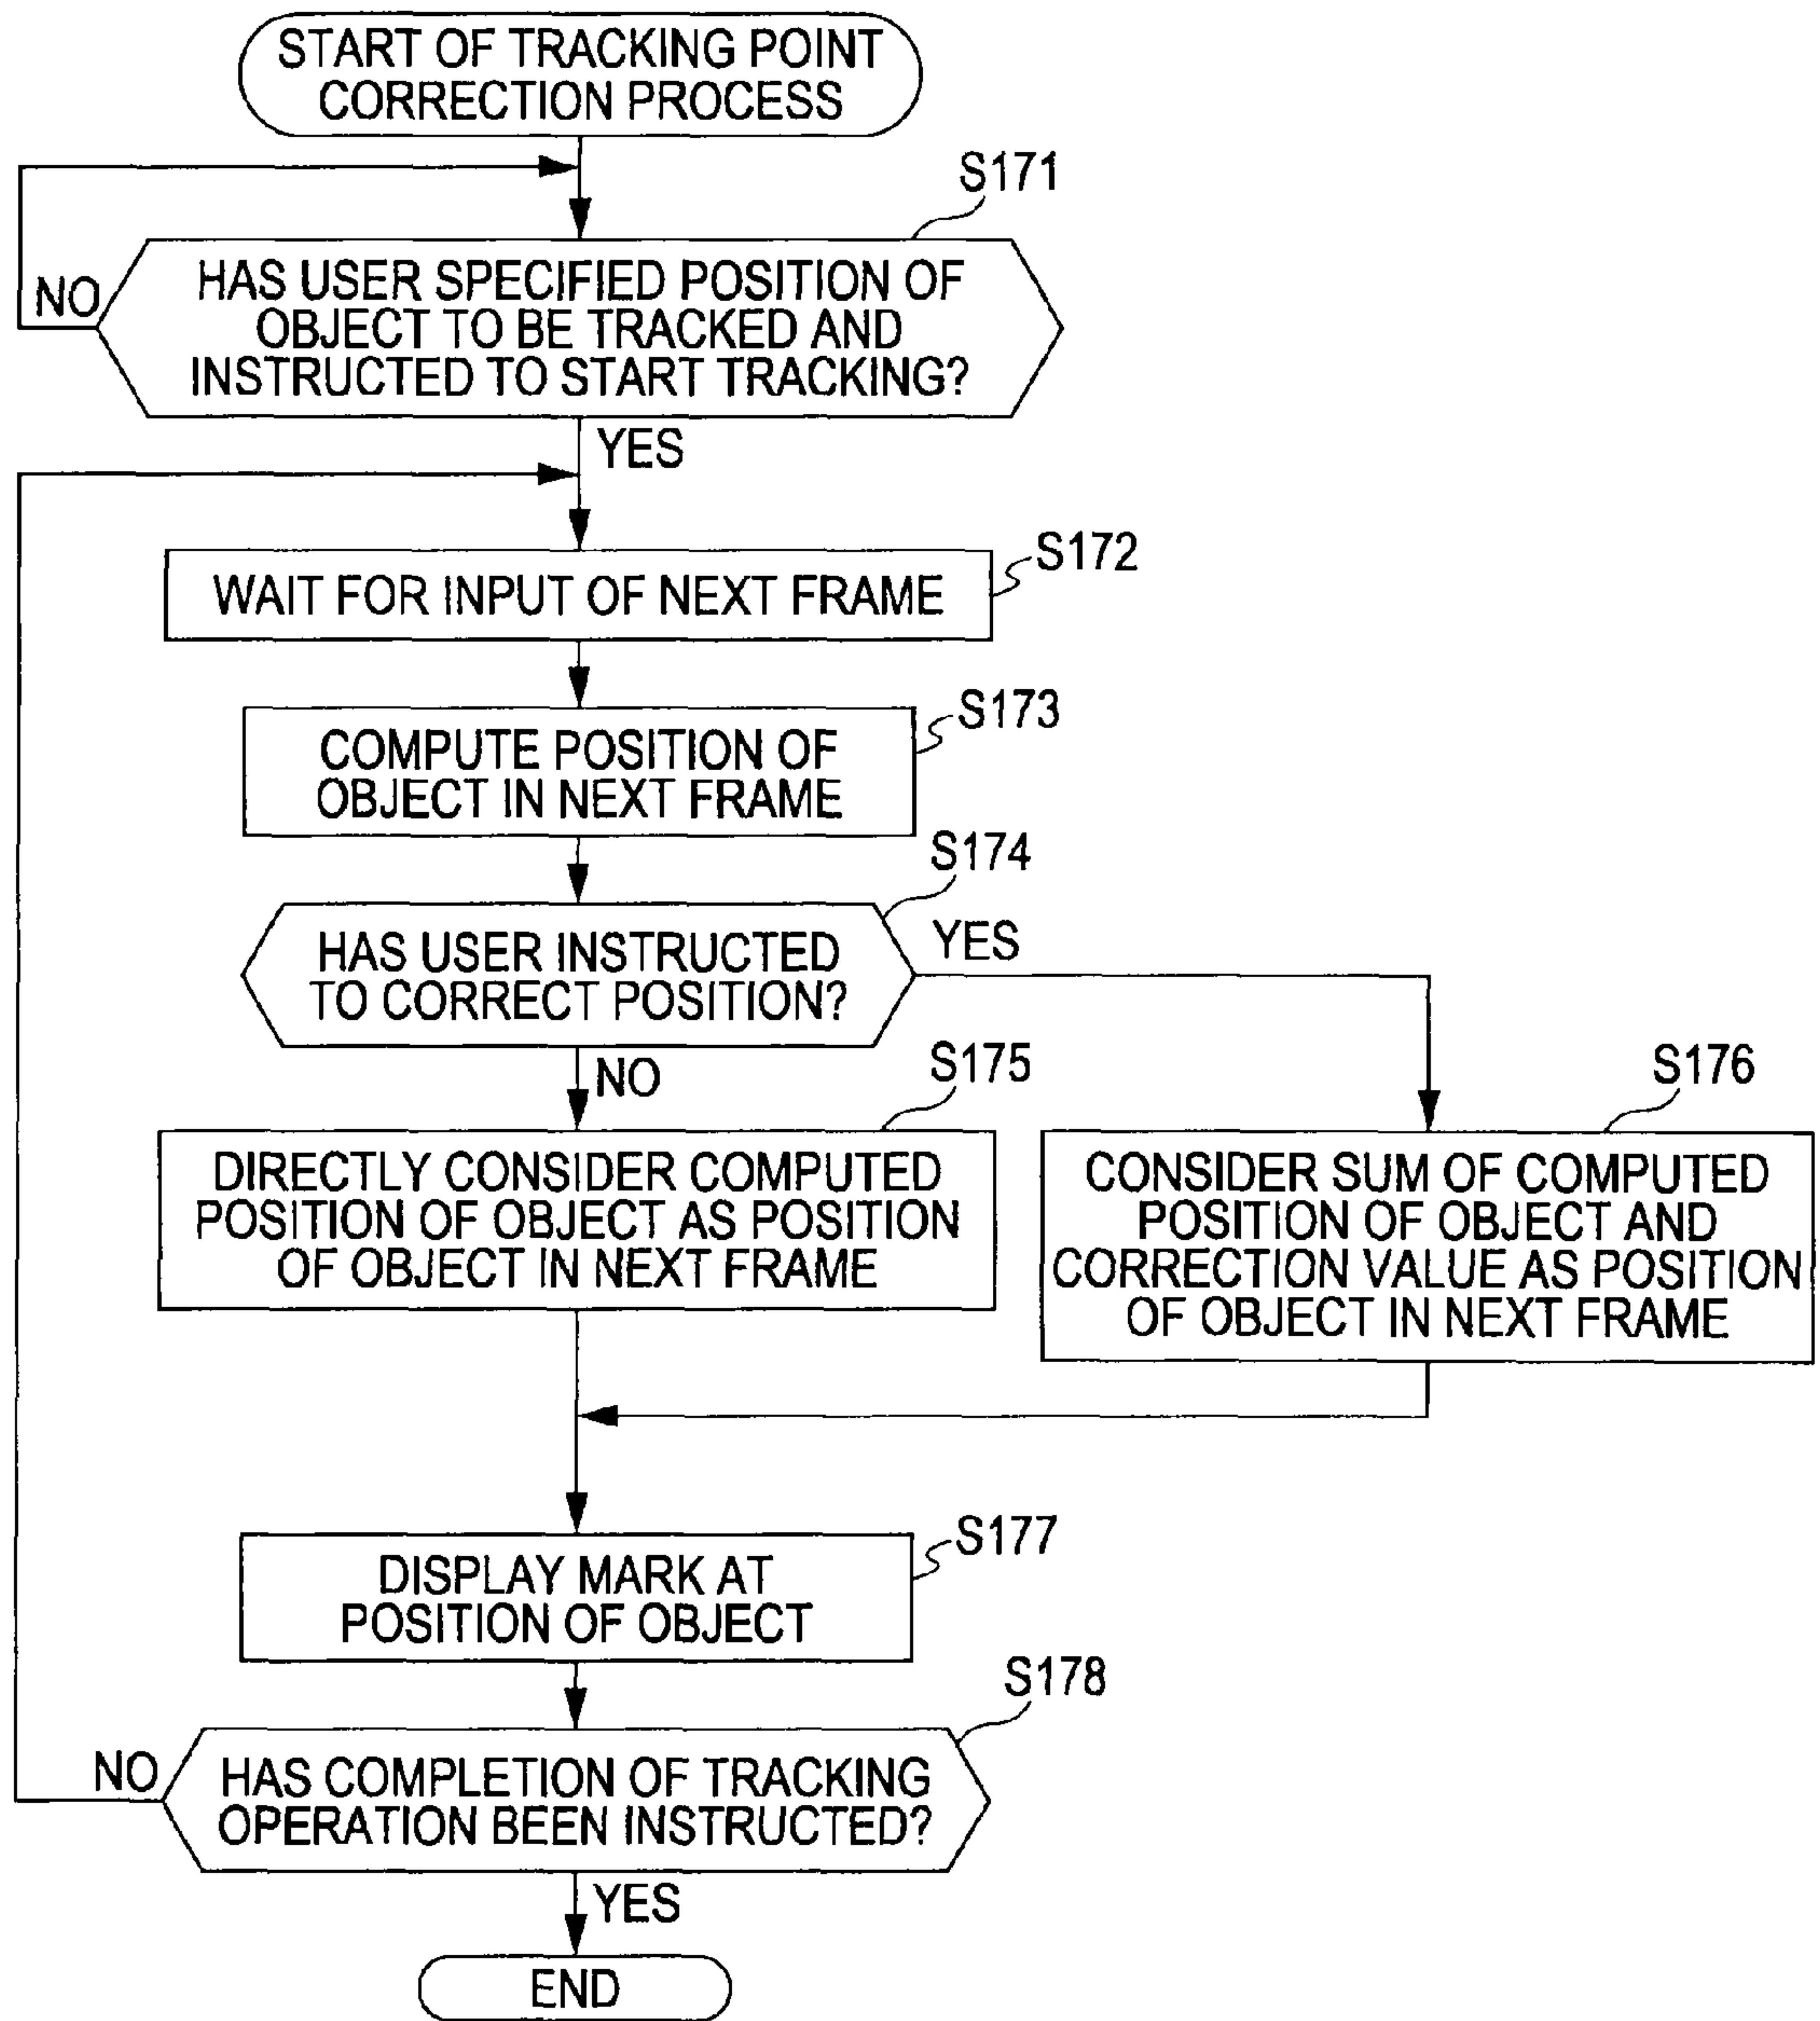 START OF TRACKING POINT
CORRECTION PROCESS
S171
HAS USER SPECIFIED POSITION OF
OBJECT TO BE TRACKED AND
INSTRUCTED TO START TRACKING?
NO
YES
S172
WAIT FOR INPUT OF NEXT FRAME
S173
COMPUTE POSITION OF
OBJECT IN NEXT FRAME
S174
HAS USER INSTRUCTED
TO CORRECT POSITION?
YES
NO
S175
DIRECTLY CONSIDER COMPUTED
POSITION OF OBJECT AS POSITION
OF OBJECT IN NEXT FRAME
S176
CONSIDER SUM OF COMPUTED
POSITION OF OBJECT AND
CORRECTION VALUE AS POSITION
OF OBJECT IN NEXT FRAME
S177
DISPLAY MARK AT
POSITION OF OBJECT
S178
HAS COMPLETION OF TRACKING
OPERATION BEEN INSTRUCTED?
NO
YES
END